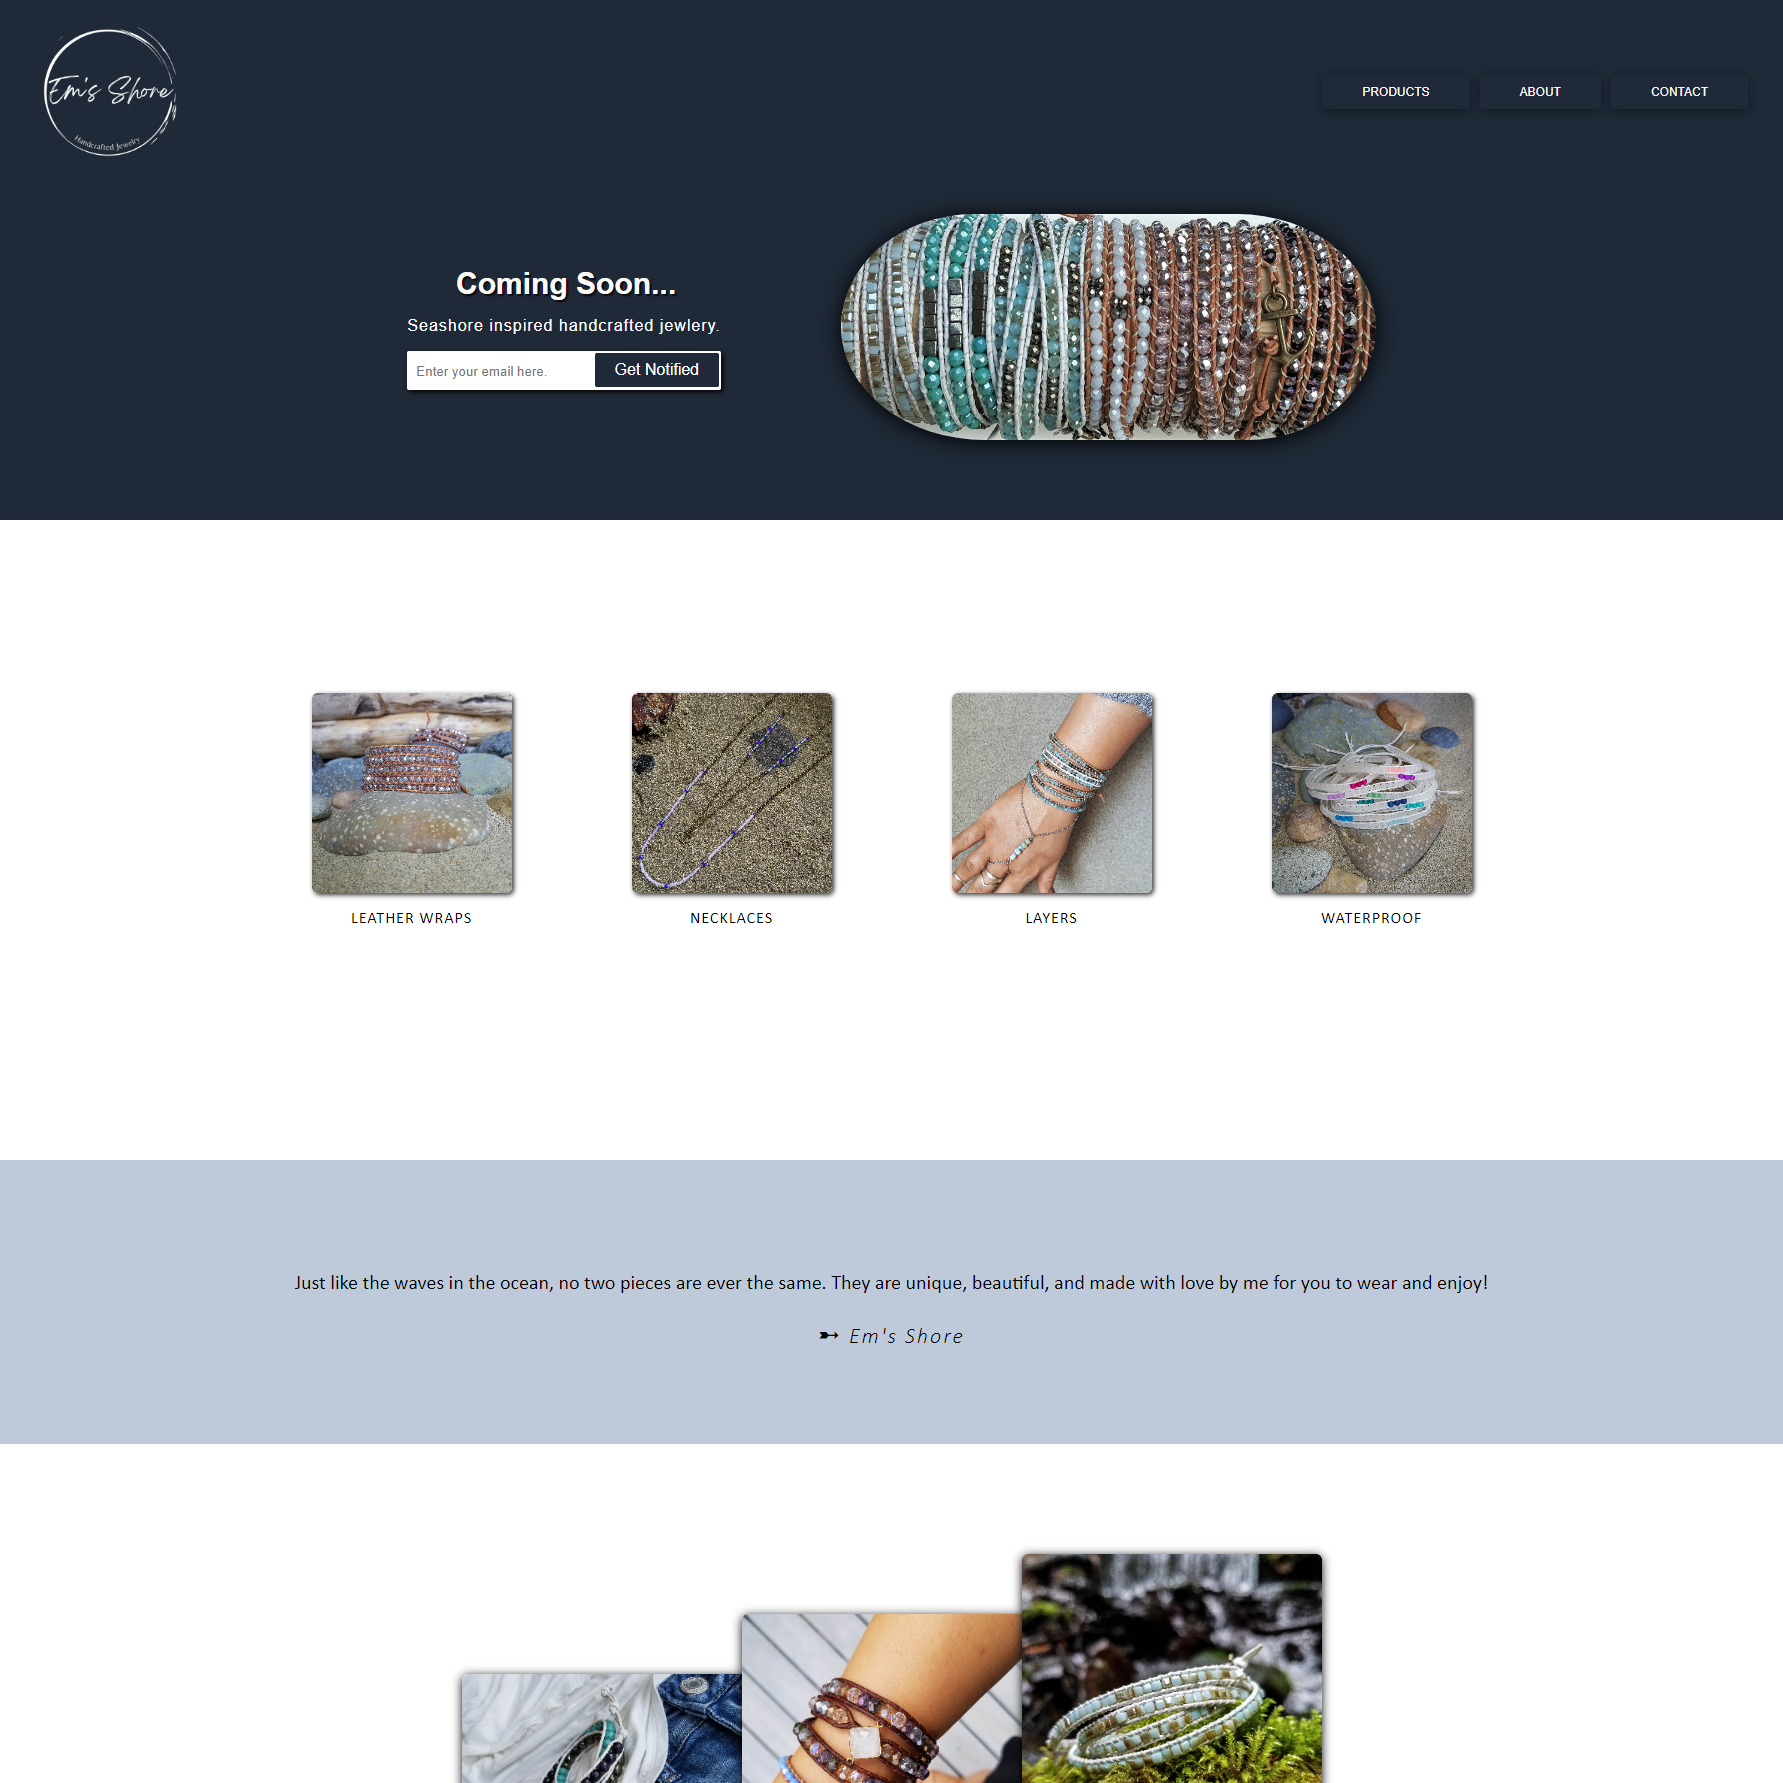 Em's Shore
Handcrafted Jewelry
PRODUCTS
ABOUT
CONTACT
Coming Soon...
Seashore inspired handcrafted jewlery.
Enter your email here.
Get Notified
LEATHER WRAPS
NECKLACES
LAYERS
WATERPROOF
Just like the waves in the ocean, no two pieces are ever the same. They are unique, beautiful, and made with love by me for you to wear and enjoy!
➳ Em's Shore